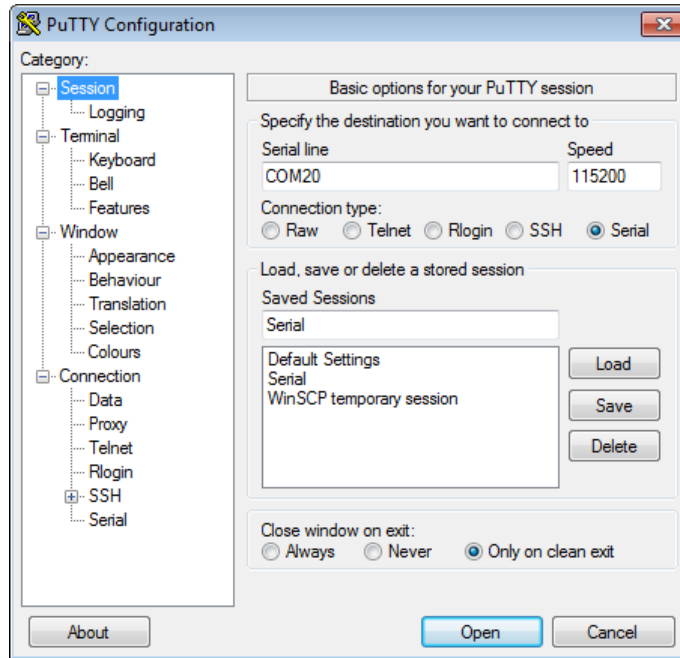 PuTTY Configuration
Category:
Session
Logging
Terminal
Keyboard
Bell
Features
Window
Appearance
Behaviour
Translation
Selection
Colours
Connection
Data
Proxy
Telnet
Rlogin
SSH
Serial
Basic options for your PuTTY session
Specify the destination you want to connect to
Serial line Speed
COM20 115200
Connection type:
Raw Telnet Rlogin SSH Serial
Load, save or delete a stored session
Saved Sessions
Serial
Default Settings
Serial
WinSCP temporary session
Load
Save
Delete
Close window on exit:
Always Never Only on clean exit
About Open Cancel